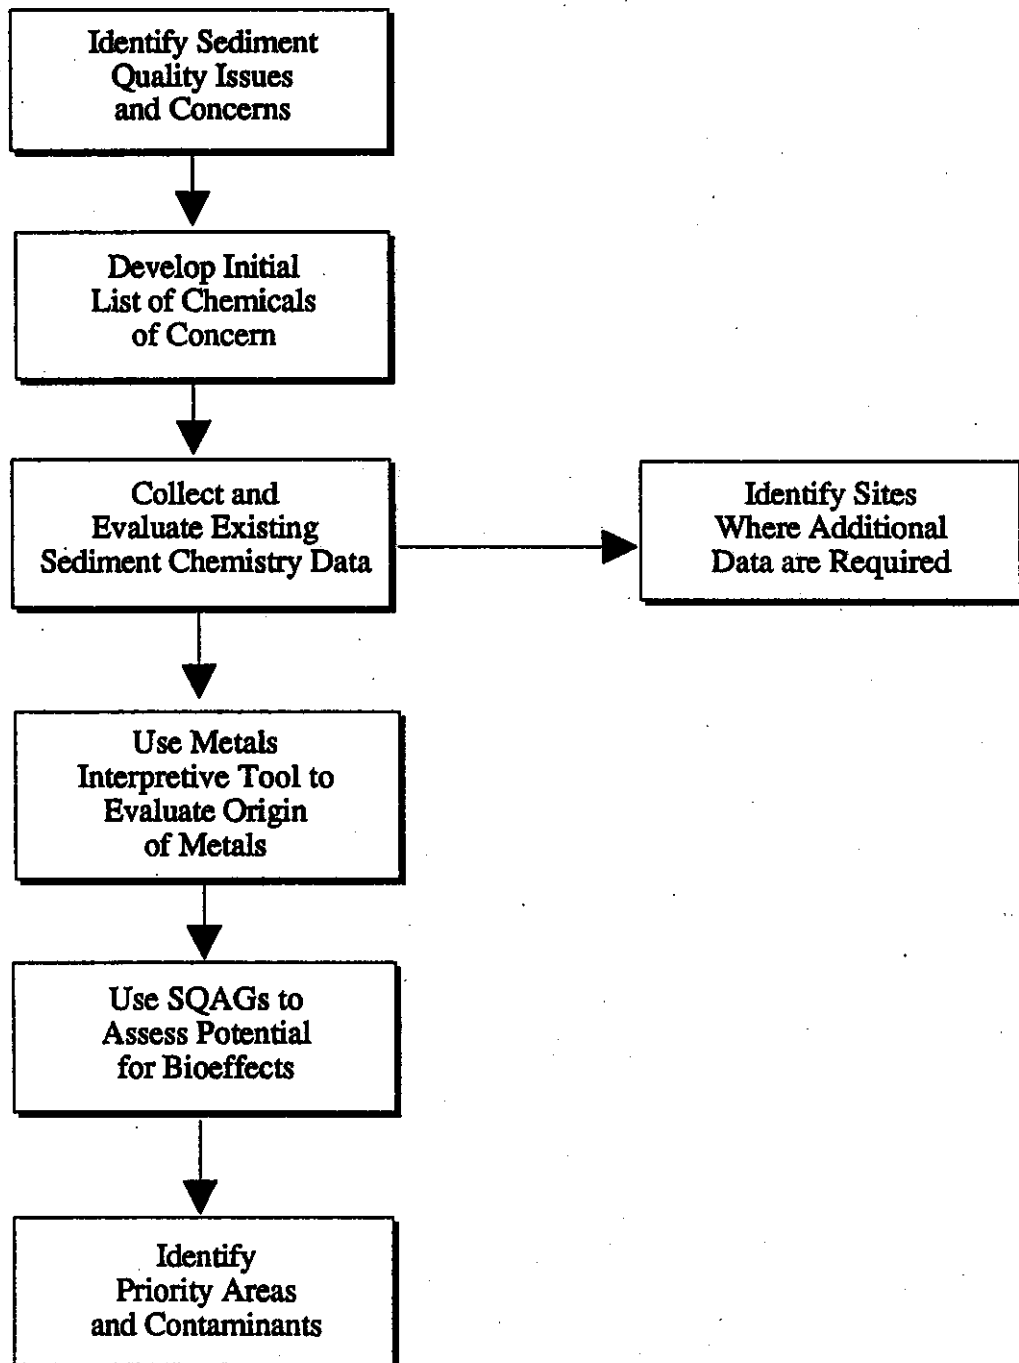 Identify Sediment
Quality Issues
and Concerns
Develop Initial
List of Chemicals
of Concern
Collect and
Evaluate Existing
Sediment Chemistry Data
Identify Sites
Where Additional
Data are Required
Use Metals
Interpretive Tool to
Evaluate Origin
of Metals
Use SQAGs to
Assess Potential
for Bioeffects
Identify
Priority Areas
and Contaminants